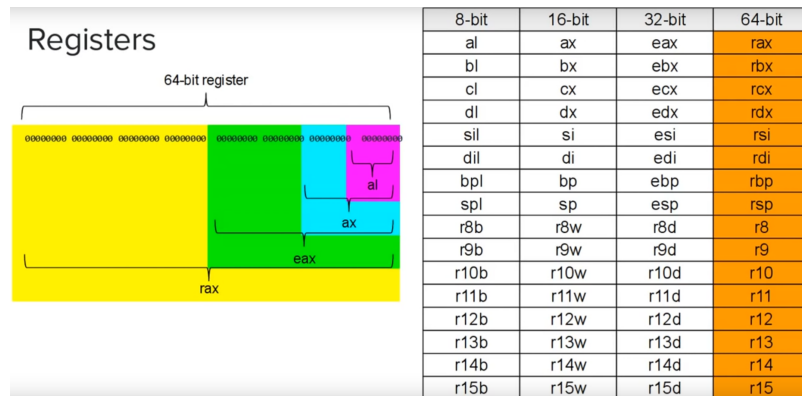 Registers
64-bit register
00000000 00000000 00000000 00000000 00000000 00000000 00000000 00000000
al
ax
eax
rax
8-bit 16-bit 32-bit 64-bit
al ax eax rax
bl bx ebx rbx
cl cx ecx rcx
dl dx edx rdx
sil si esi rsi
dil di edi rdi
bpl bp ebp rbp
spl sp esp rsp
r8b r8w r8d r8
r9b r9w r9d r9
r10b r10w r10d r10
r11b r11w r11d r11
r12b r12w r12d r12
r13b r13w r13d r13
r14b r14w r14d r14
r15b r15w r15d r15